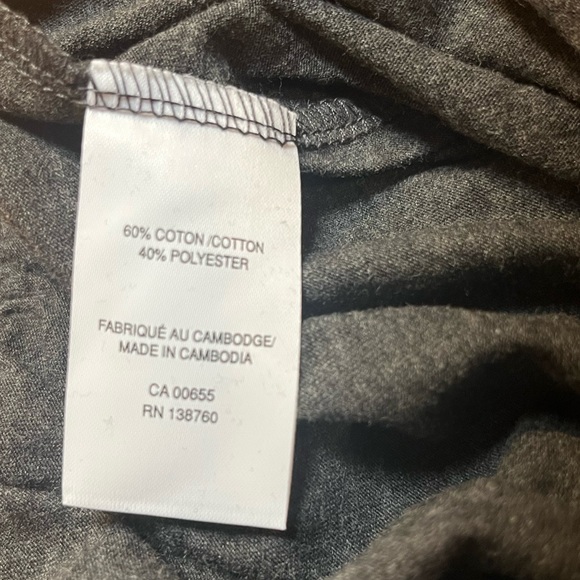 60% COTON /COTTON
40% POLYESTER
FABRIQUÉ AU CAMBODGE/
MADE IN CAMBODIA
CA 00655
RN 138760